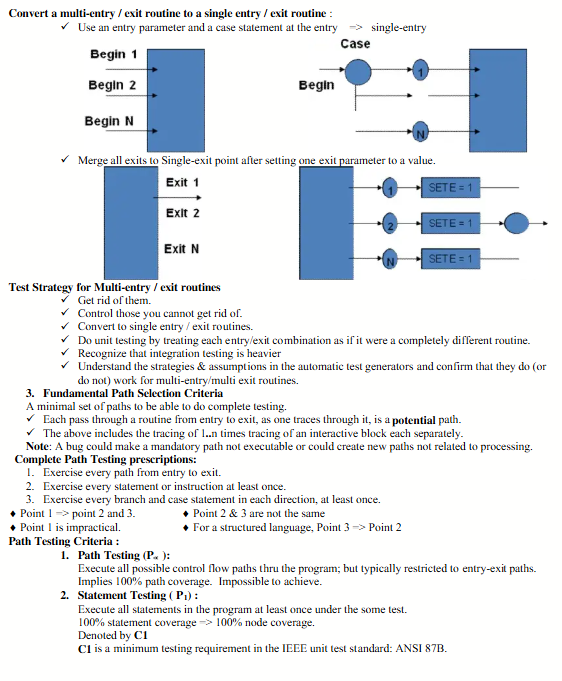 Convert a multi-entry / exit routine to a single entry / exit routine :
✓ Use an entry parameter and a case statement at the entry => single-entry
Case
Begin 1
Begin 2
Begin N
Begin
1
N
✓ Merge all exits to Single-exit point after setting one exit parameter to a value.
Exit 1
Exit 2
Exit N
1 SETE = 1
2 SETE = 1
N SETE = 1
Test Strategy for Multi-entry / exit routines
✓ Get rid of them.
✓ Control those you cannot get rid of.
✓ Convert to single entry / exit routines.
✓ Do unit testing by treating each entry/exit combination as if it were a completely different routine.
✓ Recognize that integration testing is heavier
✓ Understand the strategies & assumptions in the automatic test generators and confirm that they do (or
do not) work for multi-entry/multi exit routines.
3. Fundamental Path Selection Criteria
A minimal set of paths to be able to do complete testing.
✓ Each pass through a routine from entry to exit, as one traces through it, is a potential path.
✓ The above includes the tracing of 1..n times tracing of an interactive block each separately.
Note: A bug could make a mandatory path not executable or could create new paths not related to processing.
Complete Path Testing prescriptions:
1. Exercise every path from entry to exit.
2. Exercise every statement or instruction at least once.
3. Exercise every branch and case statement in each direction, at least once.
♦ Point 1 => point 2 and 3. ♦ Point 2 & 3 are not the same
♦ Point 1 is impractical. ♦ For a structured language, Point 3 => Point 2
Path Testing Criteria :
1. Path Testing (P∞ ):
Execute all possible control flow paths thru the program; but typically restricted to entry-exit paths.
Implies 100% path coverage. Impossible to achieve.
2. Statement Testing ( P1) :
Execute all statements in the program at least once under the some test.
100% statement coverage => 100% node coverage.
Denoted by C1
C1 is a minimum testing requirement in the IEEE unit test standard: ANSI 87B.